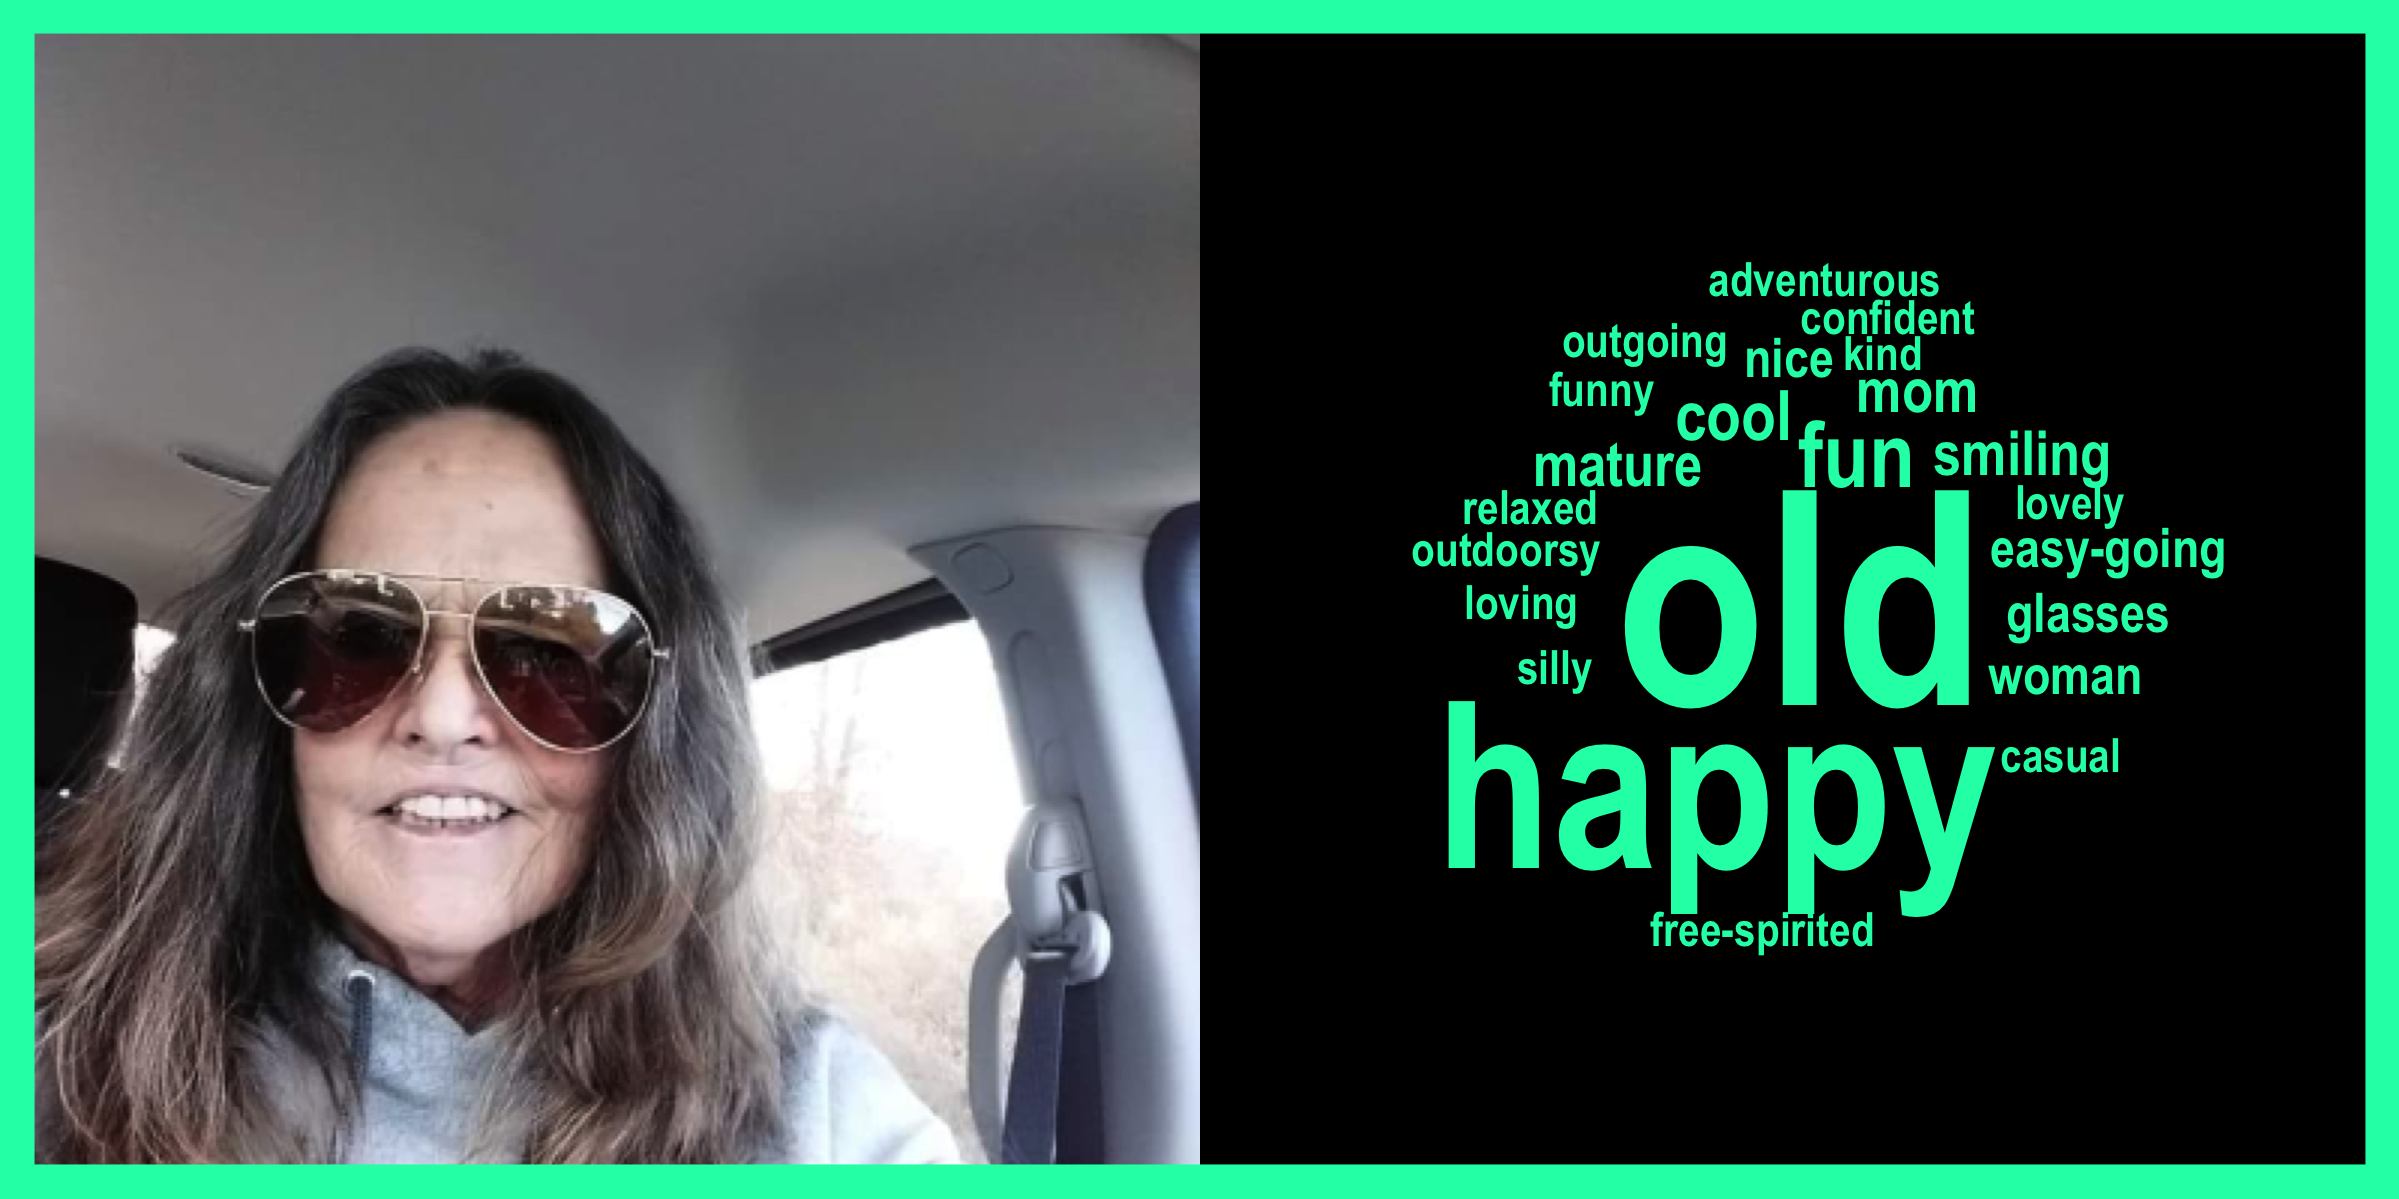 adventurous
confident
outgoing
nice kind
funny
mom
cool
fun smiling
mature
relaxed
lovely
old
outdoorsy
easy-going
loving
glasses
silly
woman
happy
casual
free-spirited